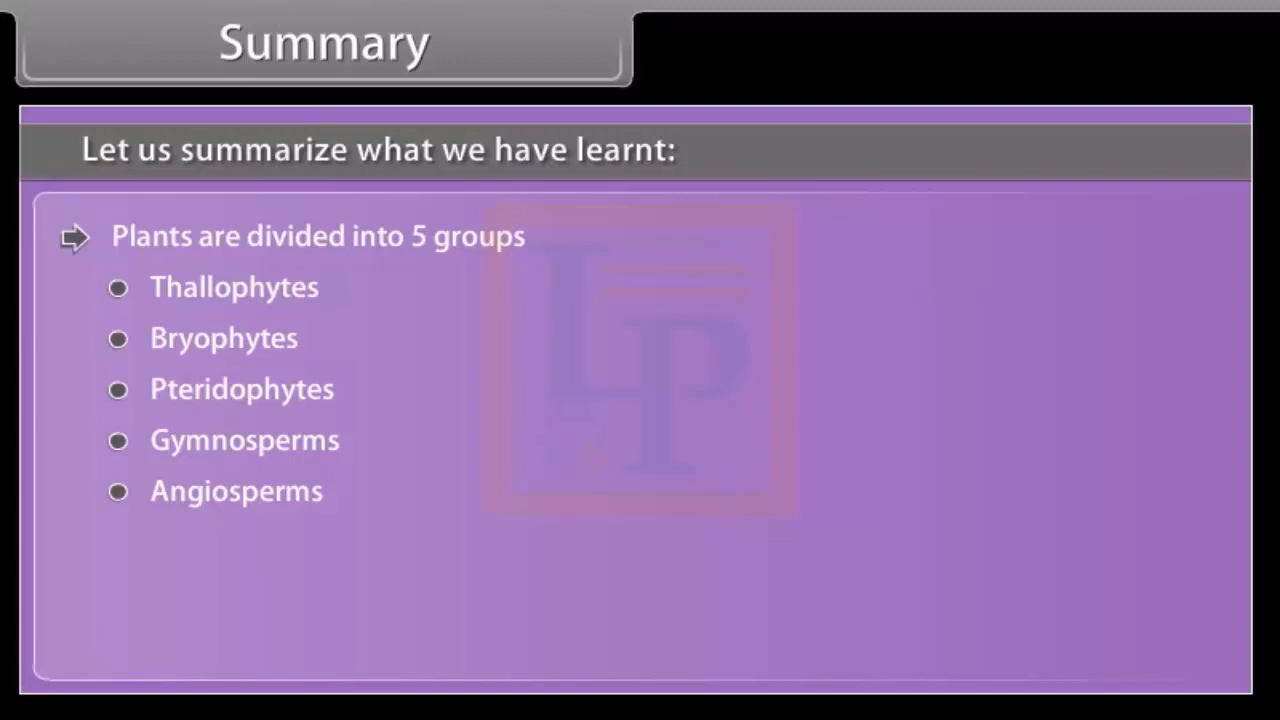 Summary
Let us summarize what we have learnt:
Plants are divided into 5 groups
Thallophytes
Bryophytes
Pteridophytes
Gymnosperms
Angiosperms
LP